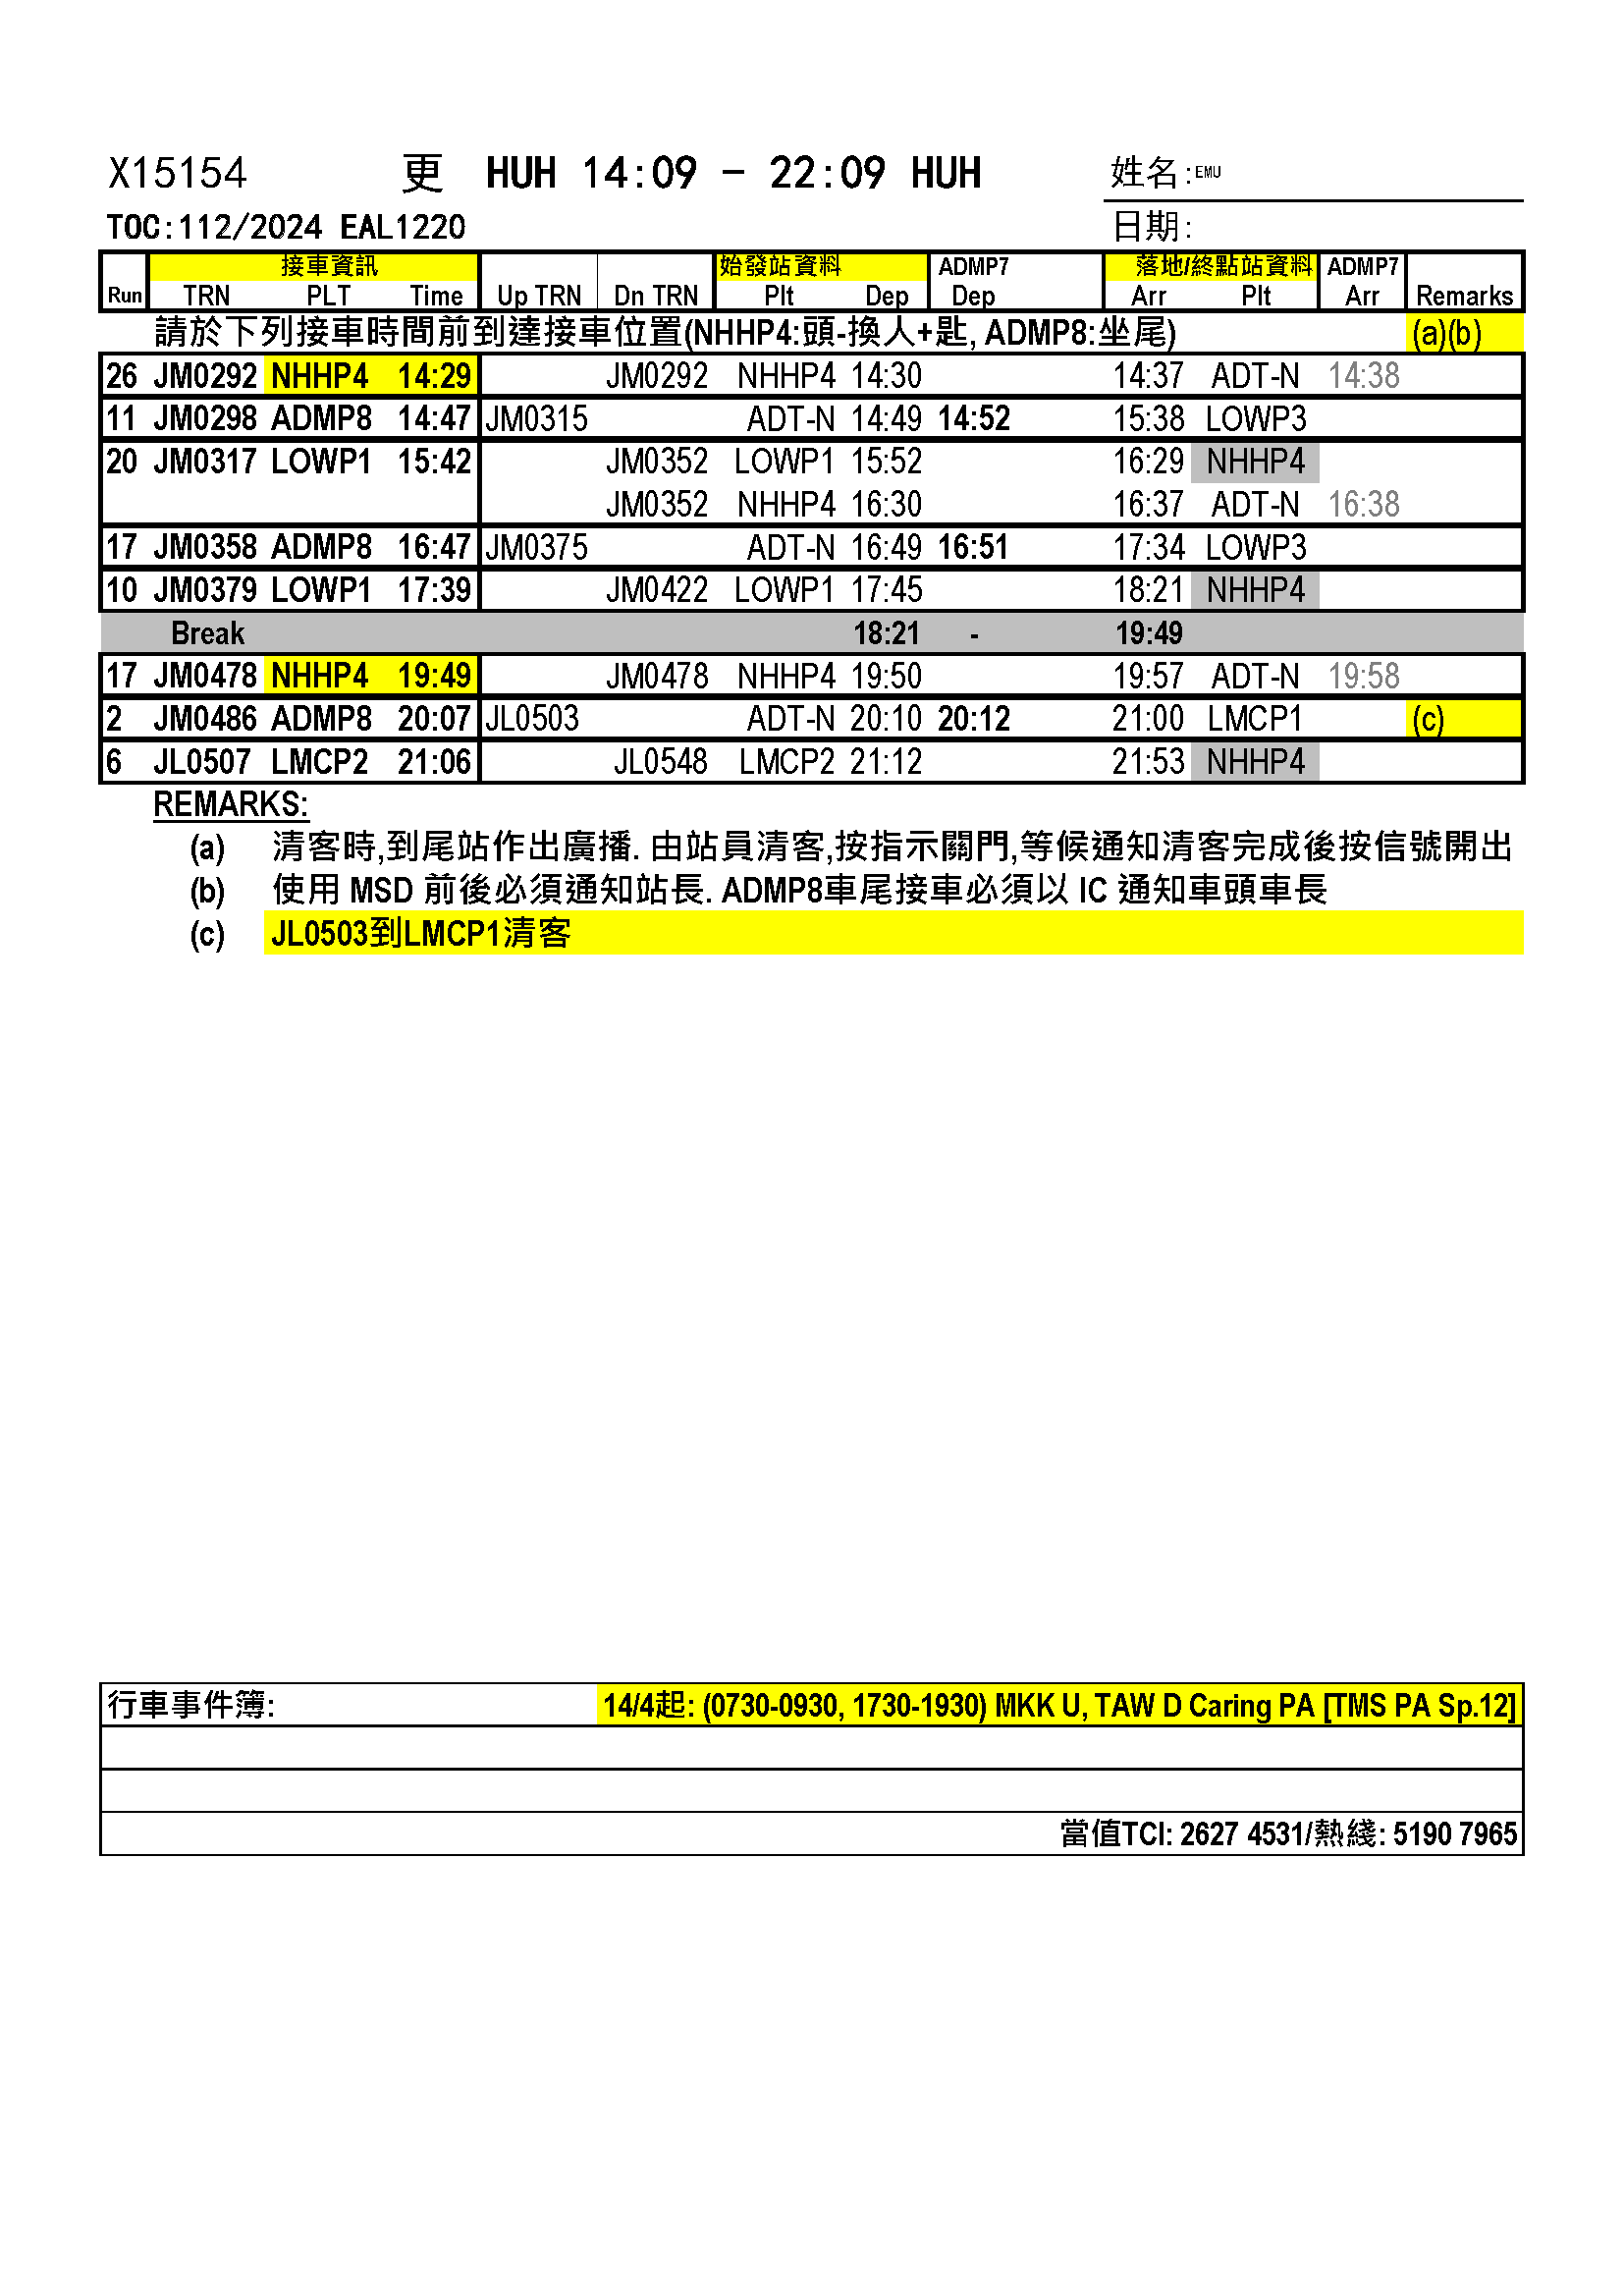 X15154 更 HUH 14:09 - 22:09 HUH 姓名:EMU
TOC:112/2024 EAL1220 日期:
接車資訊 始發站資料 ADMP7 落地/終點站資料 ADMP7
Run TRN PLT Time Up TRN Dn TRN Plt Dep Dep Arr Plt Arr Remarks
請於下列接車時間前到達接車位置(NHHP4:頭-換人+匙, ADMP8:坐尾) (a)(b)
26 JM0292 NHHP4 14:29 JM0292 NHHP4 14:30 14:37 ADT-N 14:38
11 JM0298 ADMP8 14:47 JM0315 ADT-N 14:49 14:52 15:38 LOWP3
20 JM0317 LOWP1 15:42 JM0352 LOWP1 15:52 16:29 NHHP4
JM0352 NHHP4 16:30 16:37 ADT-N 16:38
17 JM0358 ADMP8 16:47 JM0375 ADT-N 16:49 16:51 17:34 LOWP3
10 JM0379 LOWP1 17:39 JM0422 LOWP1 17:45 18:21 NHHP4
Break 18:21 - 19:49
17 JM0478 NHHP4 19:49 JM0478 NHHP4 19:50 19:57 ADT-N 19:58
2 JM0486 ADMP8 20:07 JL0503 ADT-N 20:10 20:12 21:00 LMCP1 (c)
6 JL0507 LMCP2 21:06 JL0548 LMCP2 21:12 21:53 NHHP4
REMARKS:
(a) 清客時,到尾站作出廣播. 由站員清客,按指示關門,等候通知清客完成後按信號開出
(b) 使用 MSD 前後必須通知站長. ADMP8車尾接車必須以 IC 通知車頭車長
(c) JL0503到LMCP1清客
行車事件簿: 14/4起: (0730-0930, 1730-1930) MKK U, TAW D Caring PA [TMS PA Sp.12]
當值TCI: 2627 4531/熱綫: 5190 7965